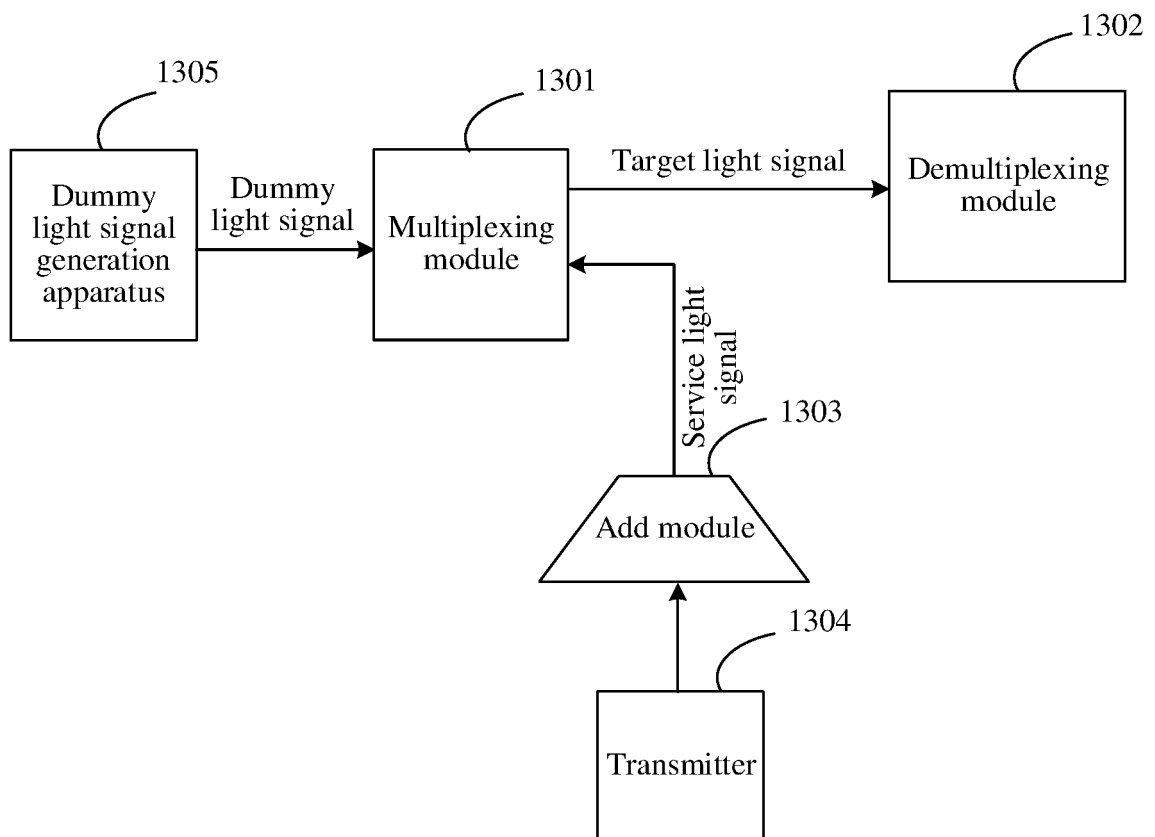 1302
1305
1301
Dummy
light signal
generation
apparatus
Dummy
light signal
Multiplexing
module
Target light signal
Demultiplexing
module
Service light
signal
1303
Add module
1304
Transmitter